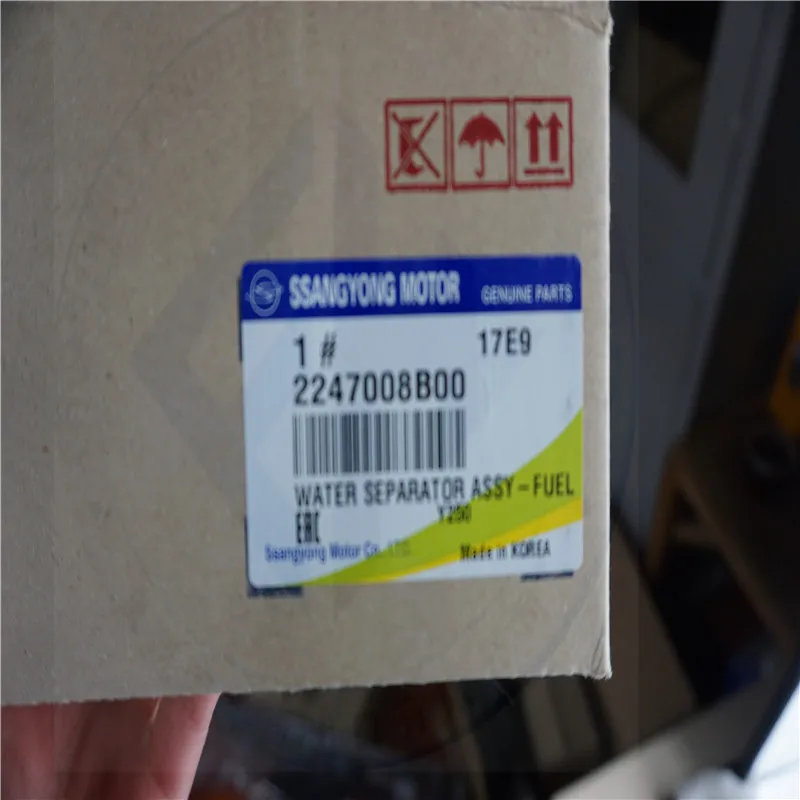 SSANGYONG MOTOR GENUINE PARTS
1 # 17E9
2247008B00
WATER SEPARATOR ASSY-FUEL
EAC Y290
Ssangyong Motor Co., LTD. Made in KOREA